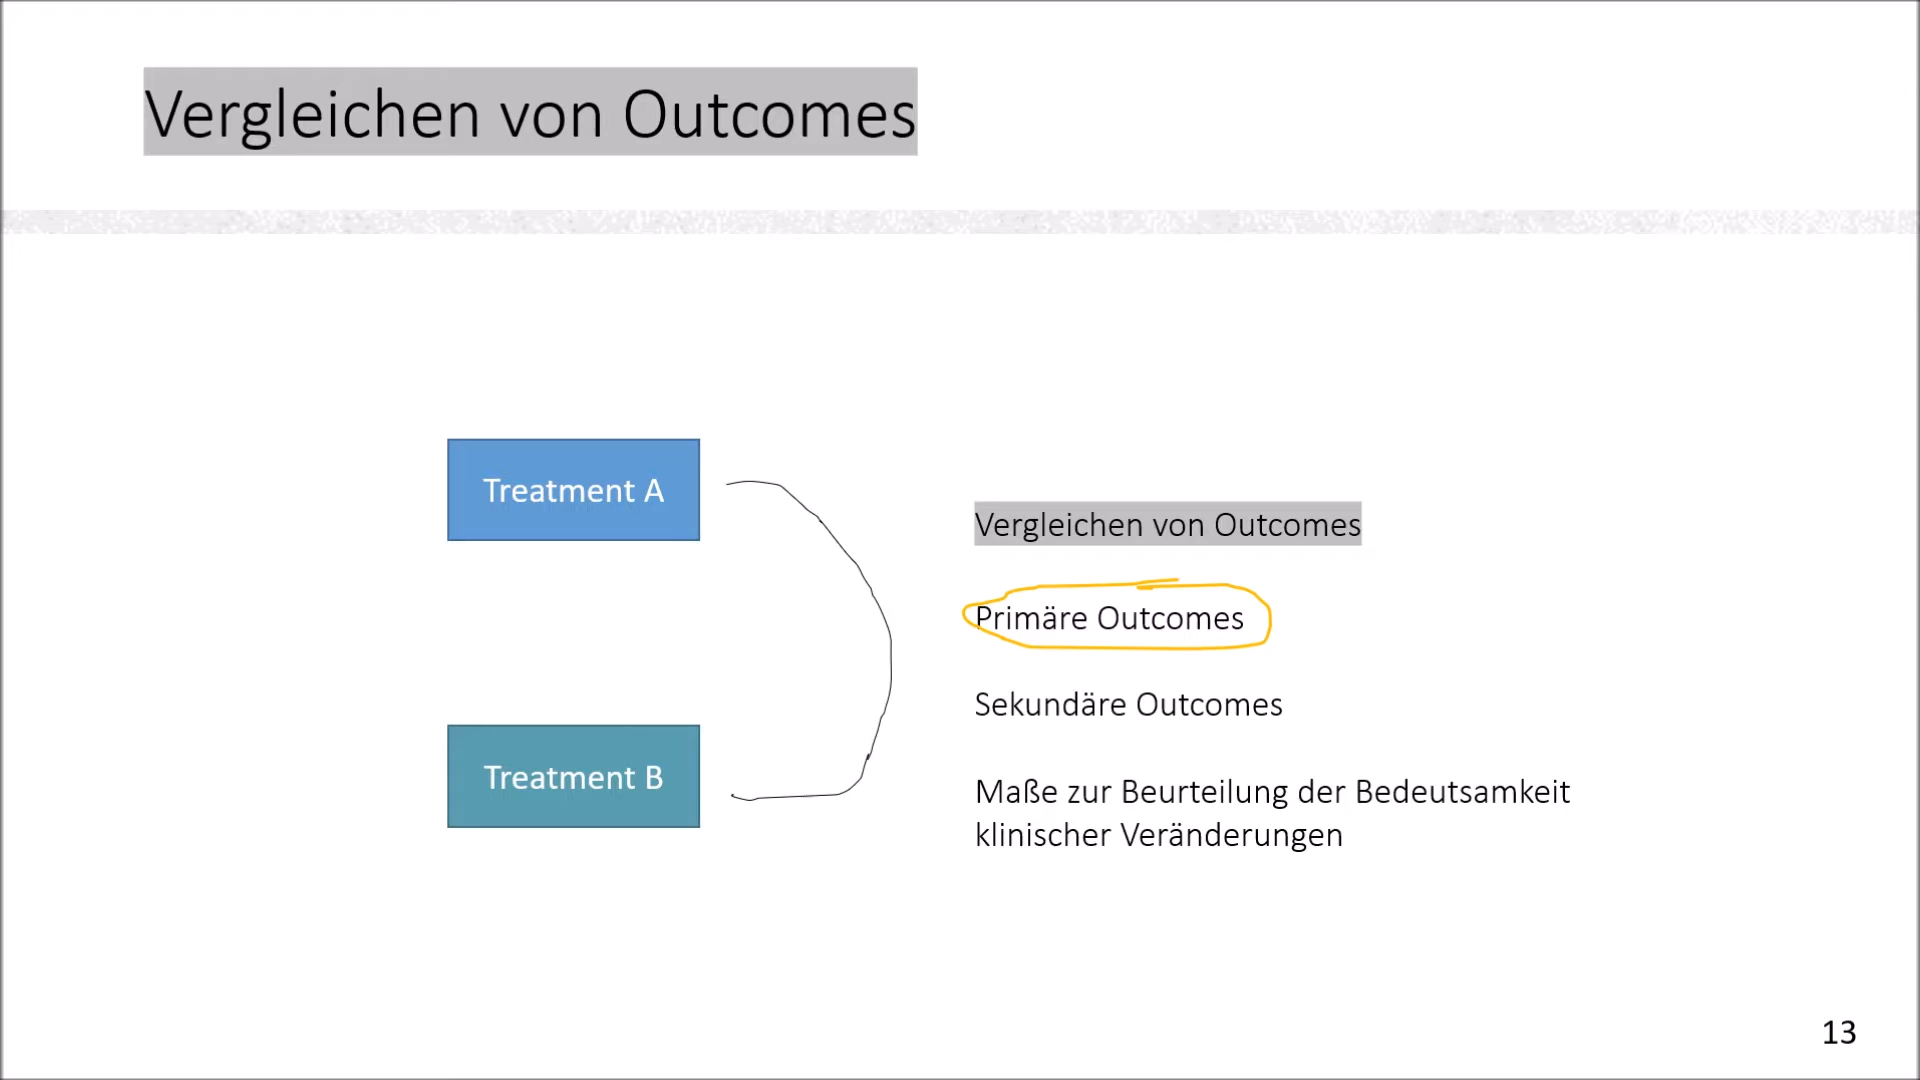 Vergleichen von Outcomes
Treatment A
Vergleichen von Outcomes
Primäre Outcomes
Sekundäre Outcomes
Treatment B
Maße zur Beurteilung der Bedeutsamkeit
klinischer Veränderungen
13